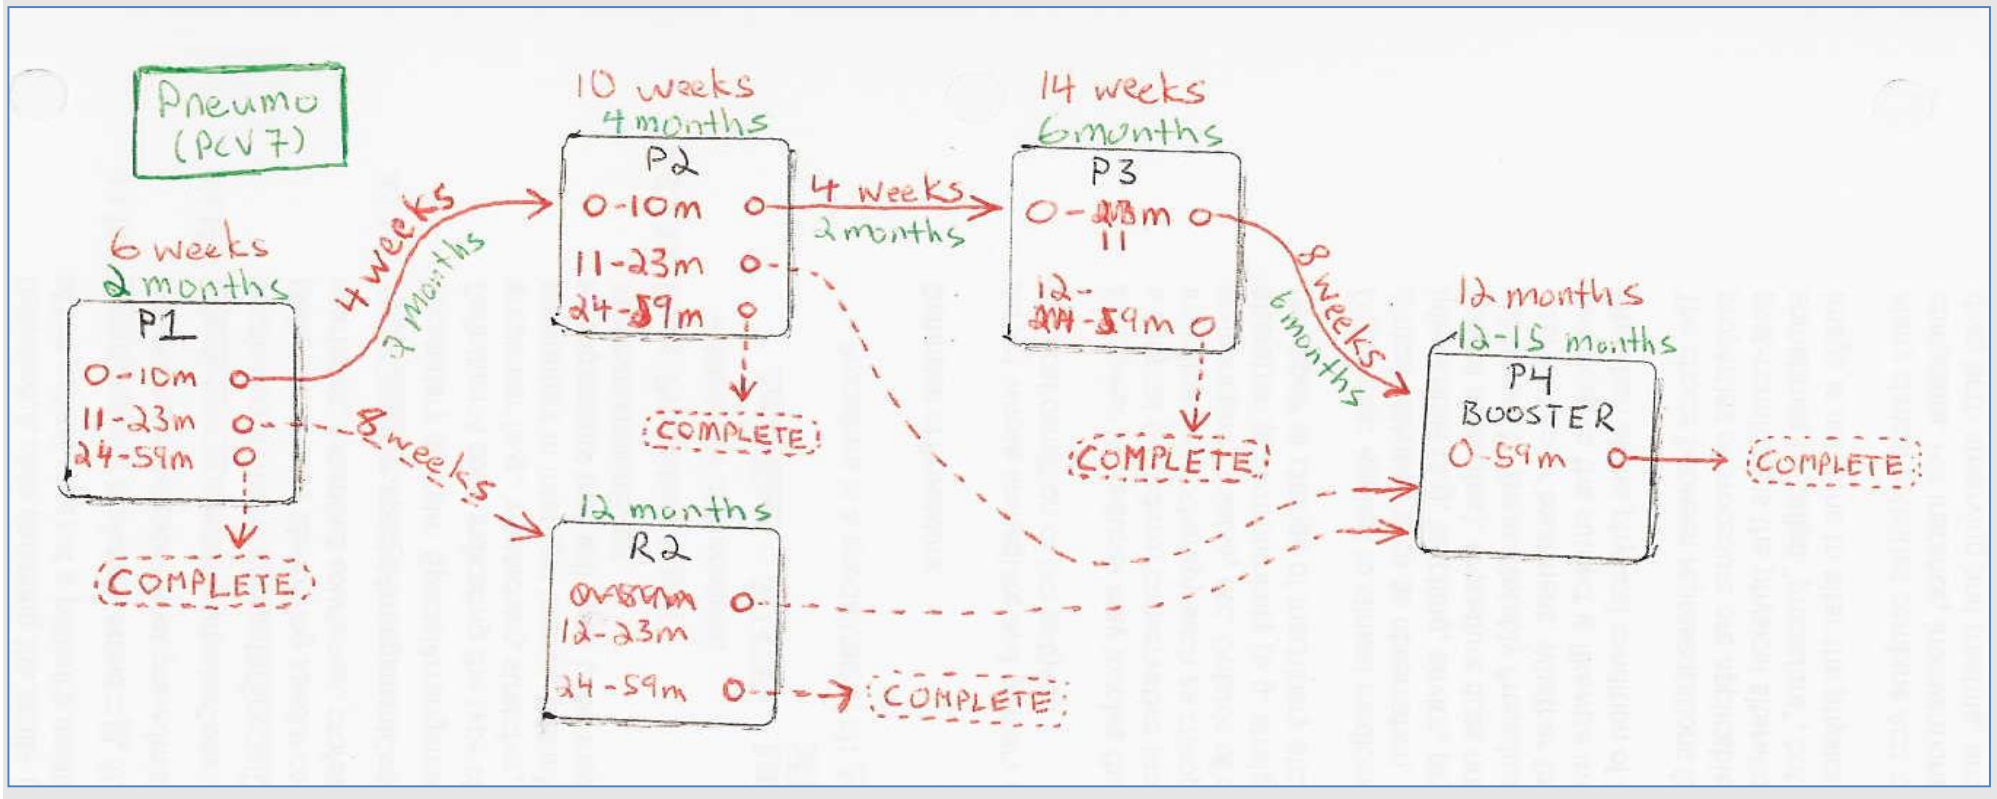 Pneumo
(PCV7)
6 weeks
2 months
P1
0-10m
11-23m
24-59m
COMPLETE
4 weeks
months
8 weeks
10 weeks
4 months
P2
0-10m
11-23m
24-59m
COMPLETE
4 weeks
2 months
12 months
R2
12-23m
24-59m
COMPLETE
14 weeks
6 months
P3
0-
m
11
12-
-59m
COMPLETE
8 weeks
6 months
12 months
12-15 months
P4
BOOSTER
0-59m
COMPLETE